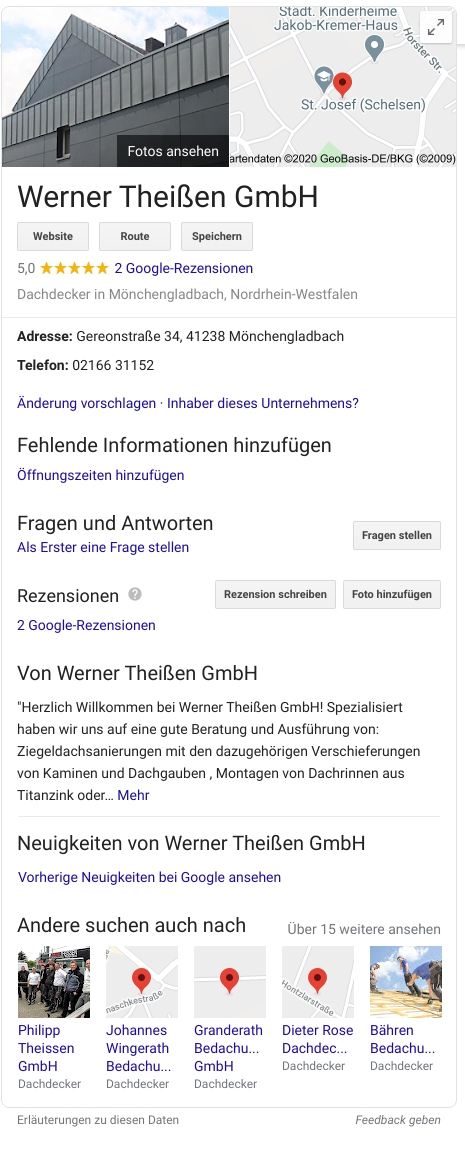 Städt. Kinderheime
Jakob-Kremer-Haus
Horster Str.
St. Josef (Schelsen)
Fotos ansehen
artendaten ©2020 GeoBasis-DE/BKG (©2009)
Werner Theißen GmbH
Website Route Speichern
5,0 ★★★★★ 2 Google-Rezensionen
Dachdecker in Mönchengladbach, Nordrhein-Westfalen
Adresse: Gereonstraße 34, 41238 Mönchengladbach
Telefon: 02166 31152
Änderung vorschlagen · Inhaber dieses Unternehmens?
Fehlende Informationen hinzufügen
Öffnungszeiten hinzufügen
Fragen und Antworten
Als Erster eine Frage stellen
Fragen stellen
Rezensionen ?
Rezension schreiben Foto hinzufügen
2 Google-Rezensionen
Von Werner Theißen GmbH
"Herzlich Willkommen bei Werner Theißen GmbH! Spezialisiert
haben wir uns auf eine gute Beratung und Ausführung von:
Ziegeldachsanierungen mit den dazugehörigen Verschieferungen
von Kaminen und Dachgauben , Montagen von Dachrinnen aus
Titanzink oder… Mehr
Neuigkeiten von Werner Theißen GmbH
Vorherige Neuigkeiten bei Google ansehen
Andere suchen auch nach
Über 15 weitere ansehen
naschkestraße
Hontzlarstraße
Philipp
Theissen
GmbH
Dachdecker
Johannes
Wingerath
Bedachu...
Dachdecker
Granderath
Bedachu...
GmbH
Dachdecker
Dieter Rose
Dachdec...
Dachdecker
Bähren
Bedachu...
Dachdecker
Erläuterungen zu diesen Daten
Feedback geben